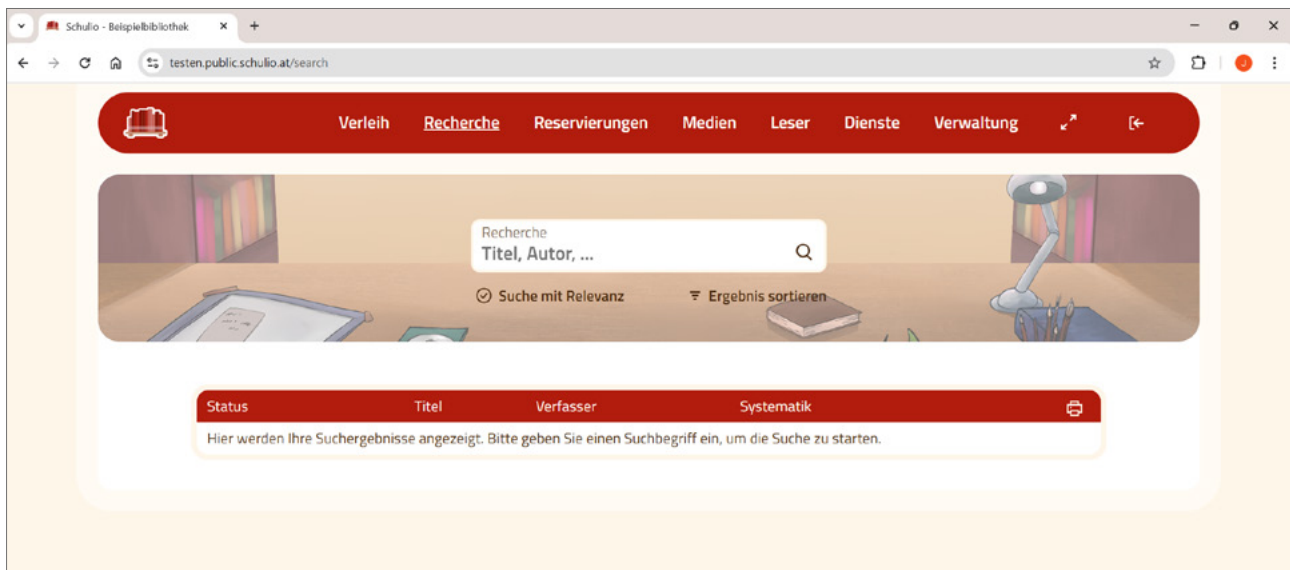 Schulio - Beispielbibliothek
testen.public.schulio.at/search
J
Verleih Recherche Reservierungen Medien Leser Dienste Verwaltung
Recherche
Titel, Autor, ...
Suche mit Relevanz Ergebnis sortieren
Status Titel Verfasser Systematik
Hier werden Ihre Suchergebnisse angezeigt. Bitte geben Sie einen Suchbegriff ein, um die Suche zu starten.